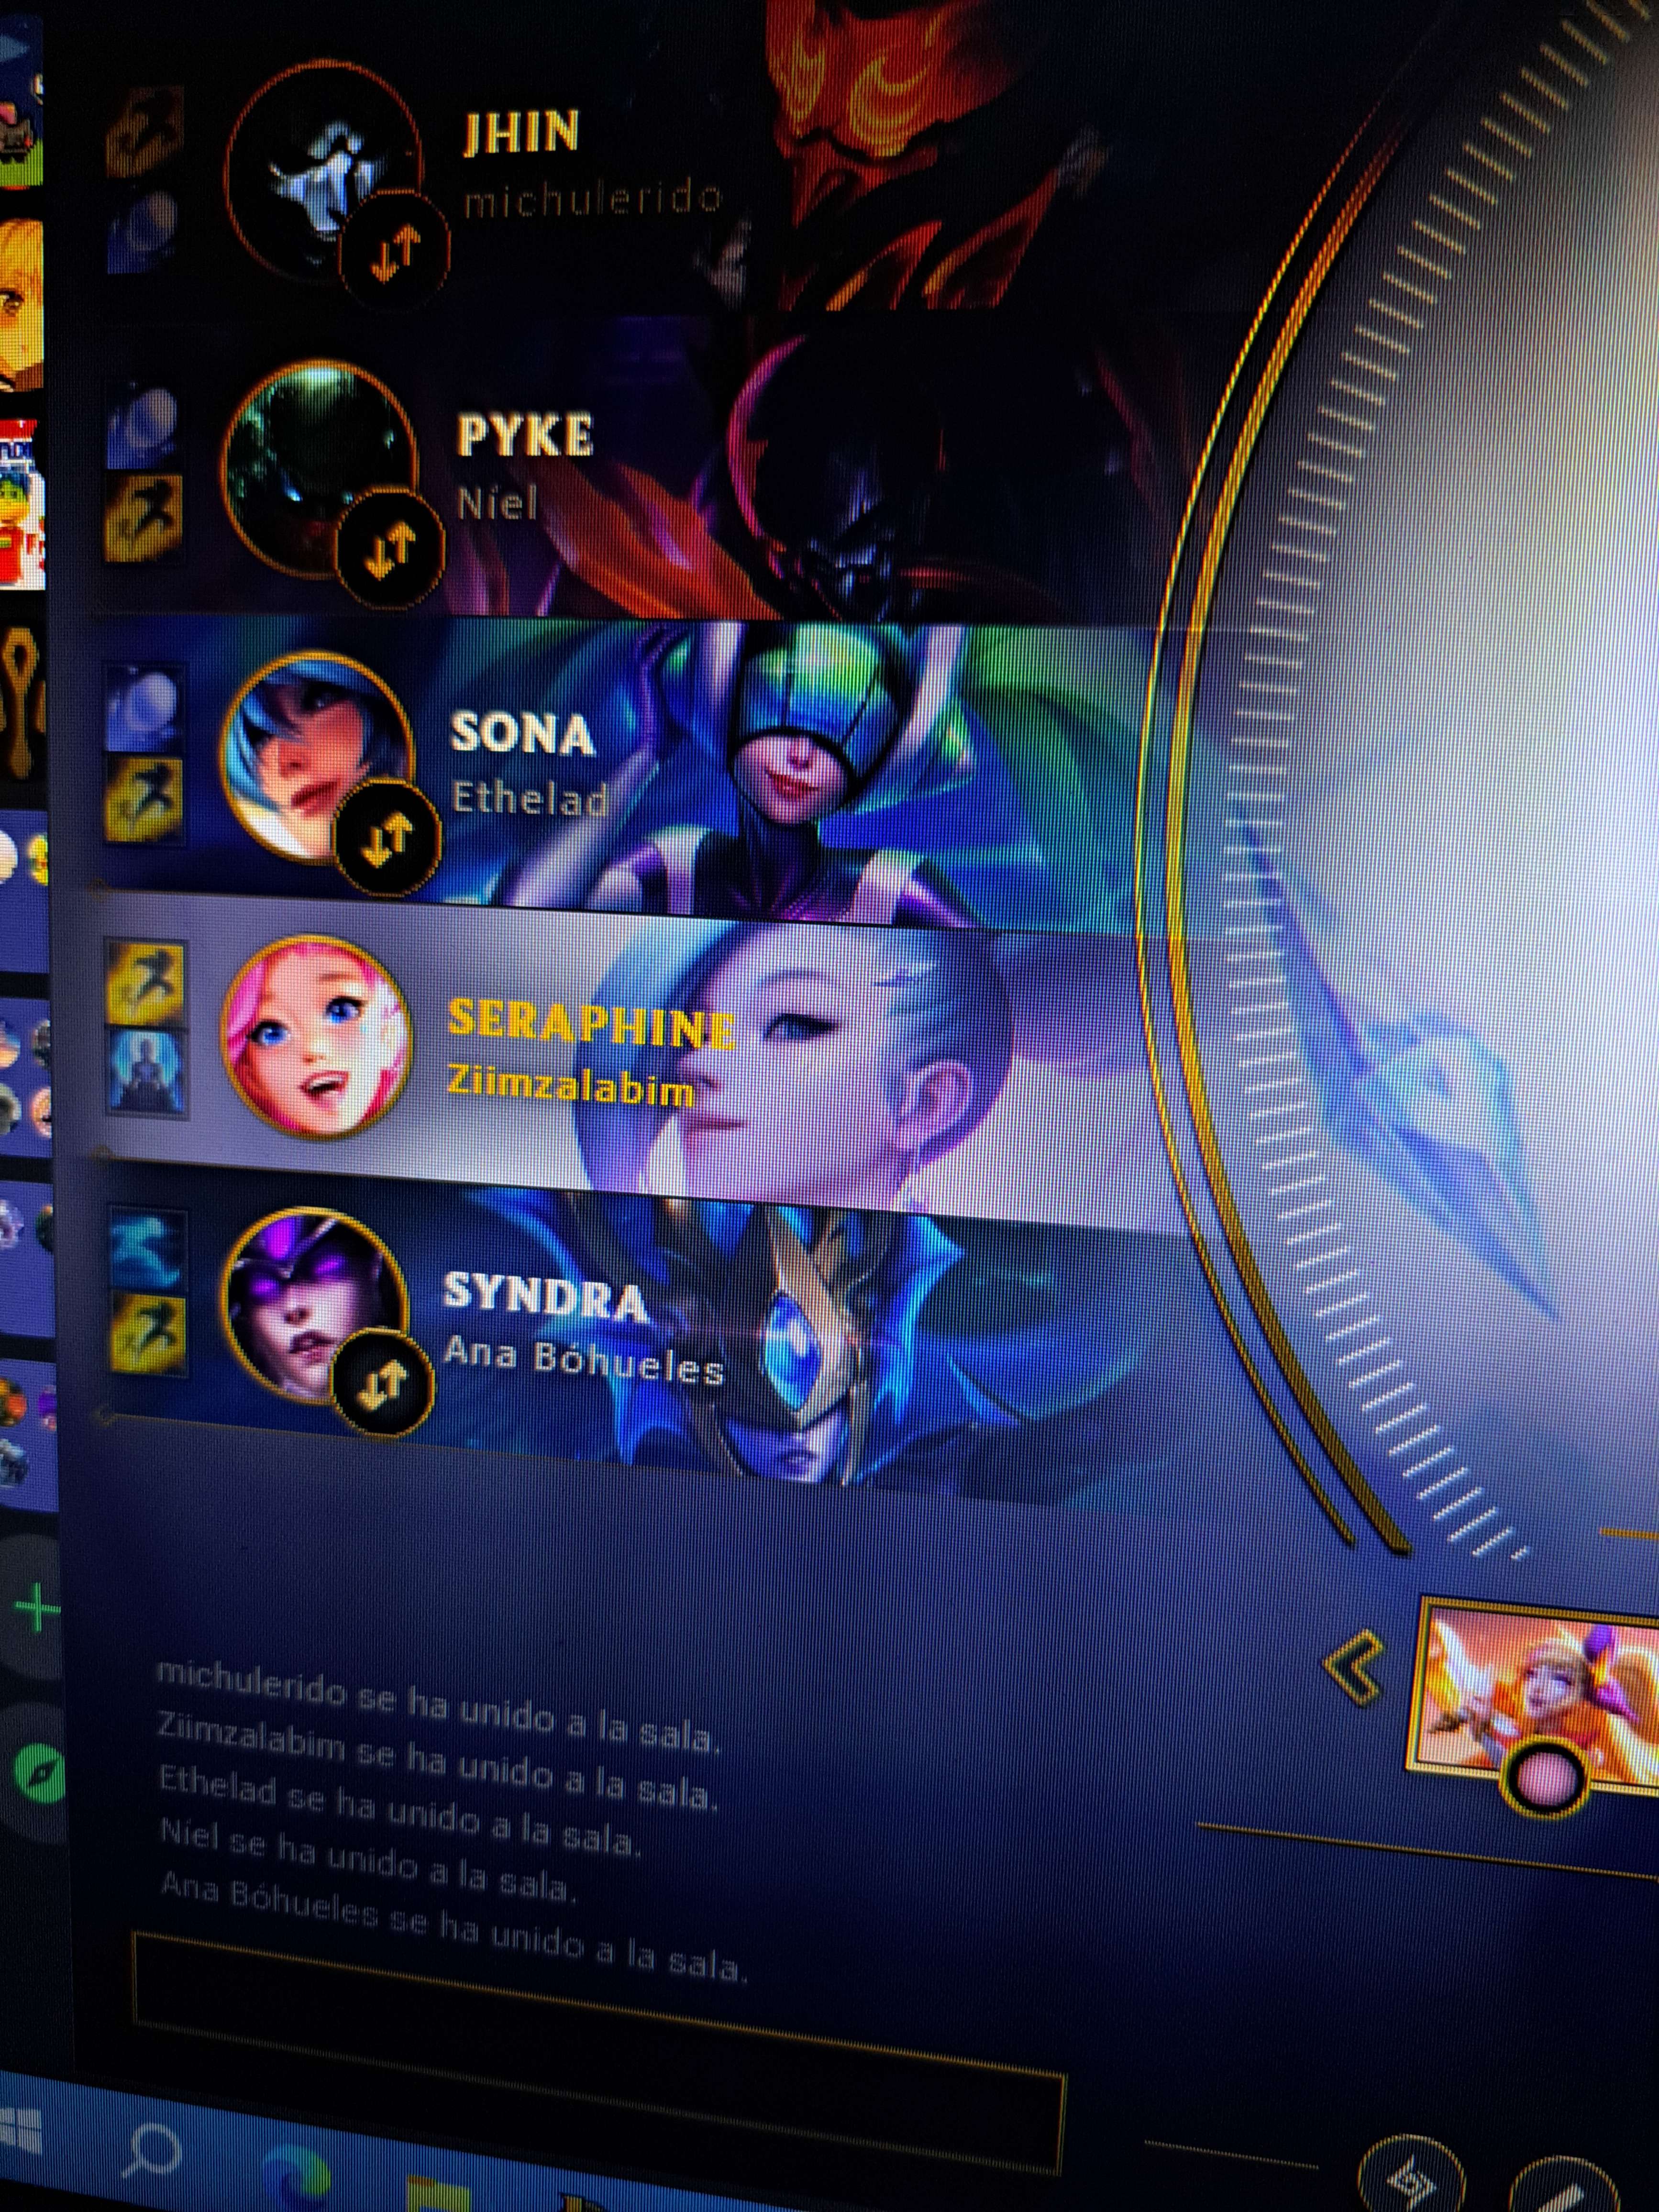 JHIN
michulerido
PYKE
Níel
SONA
Ethelad
SERAPHINE
Ziimzalabim
SYNDRA
Ana Bóhueles
michulerido se ha unido a la sala.
Ziimzalabim se ha unido a la sala.
Ethelad se ha unido a la sala.
Níel se ha unido a la sala.
Ana Bóhueles se ha unido a la sala.